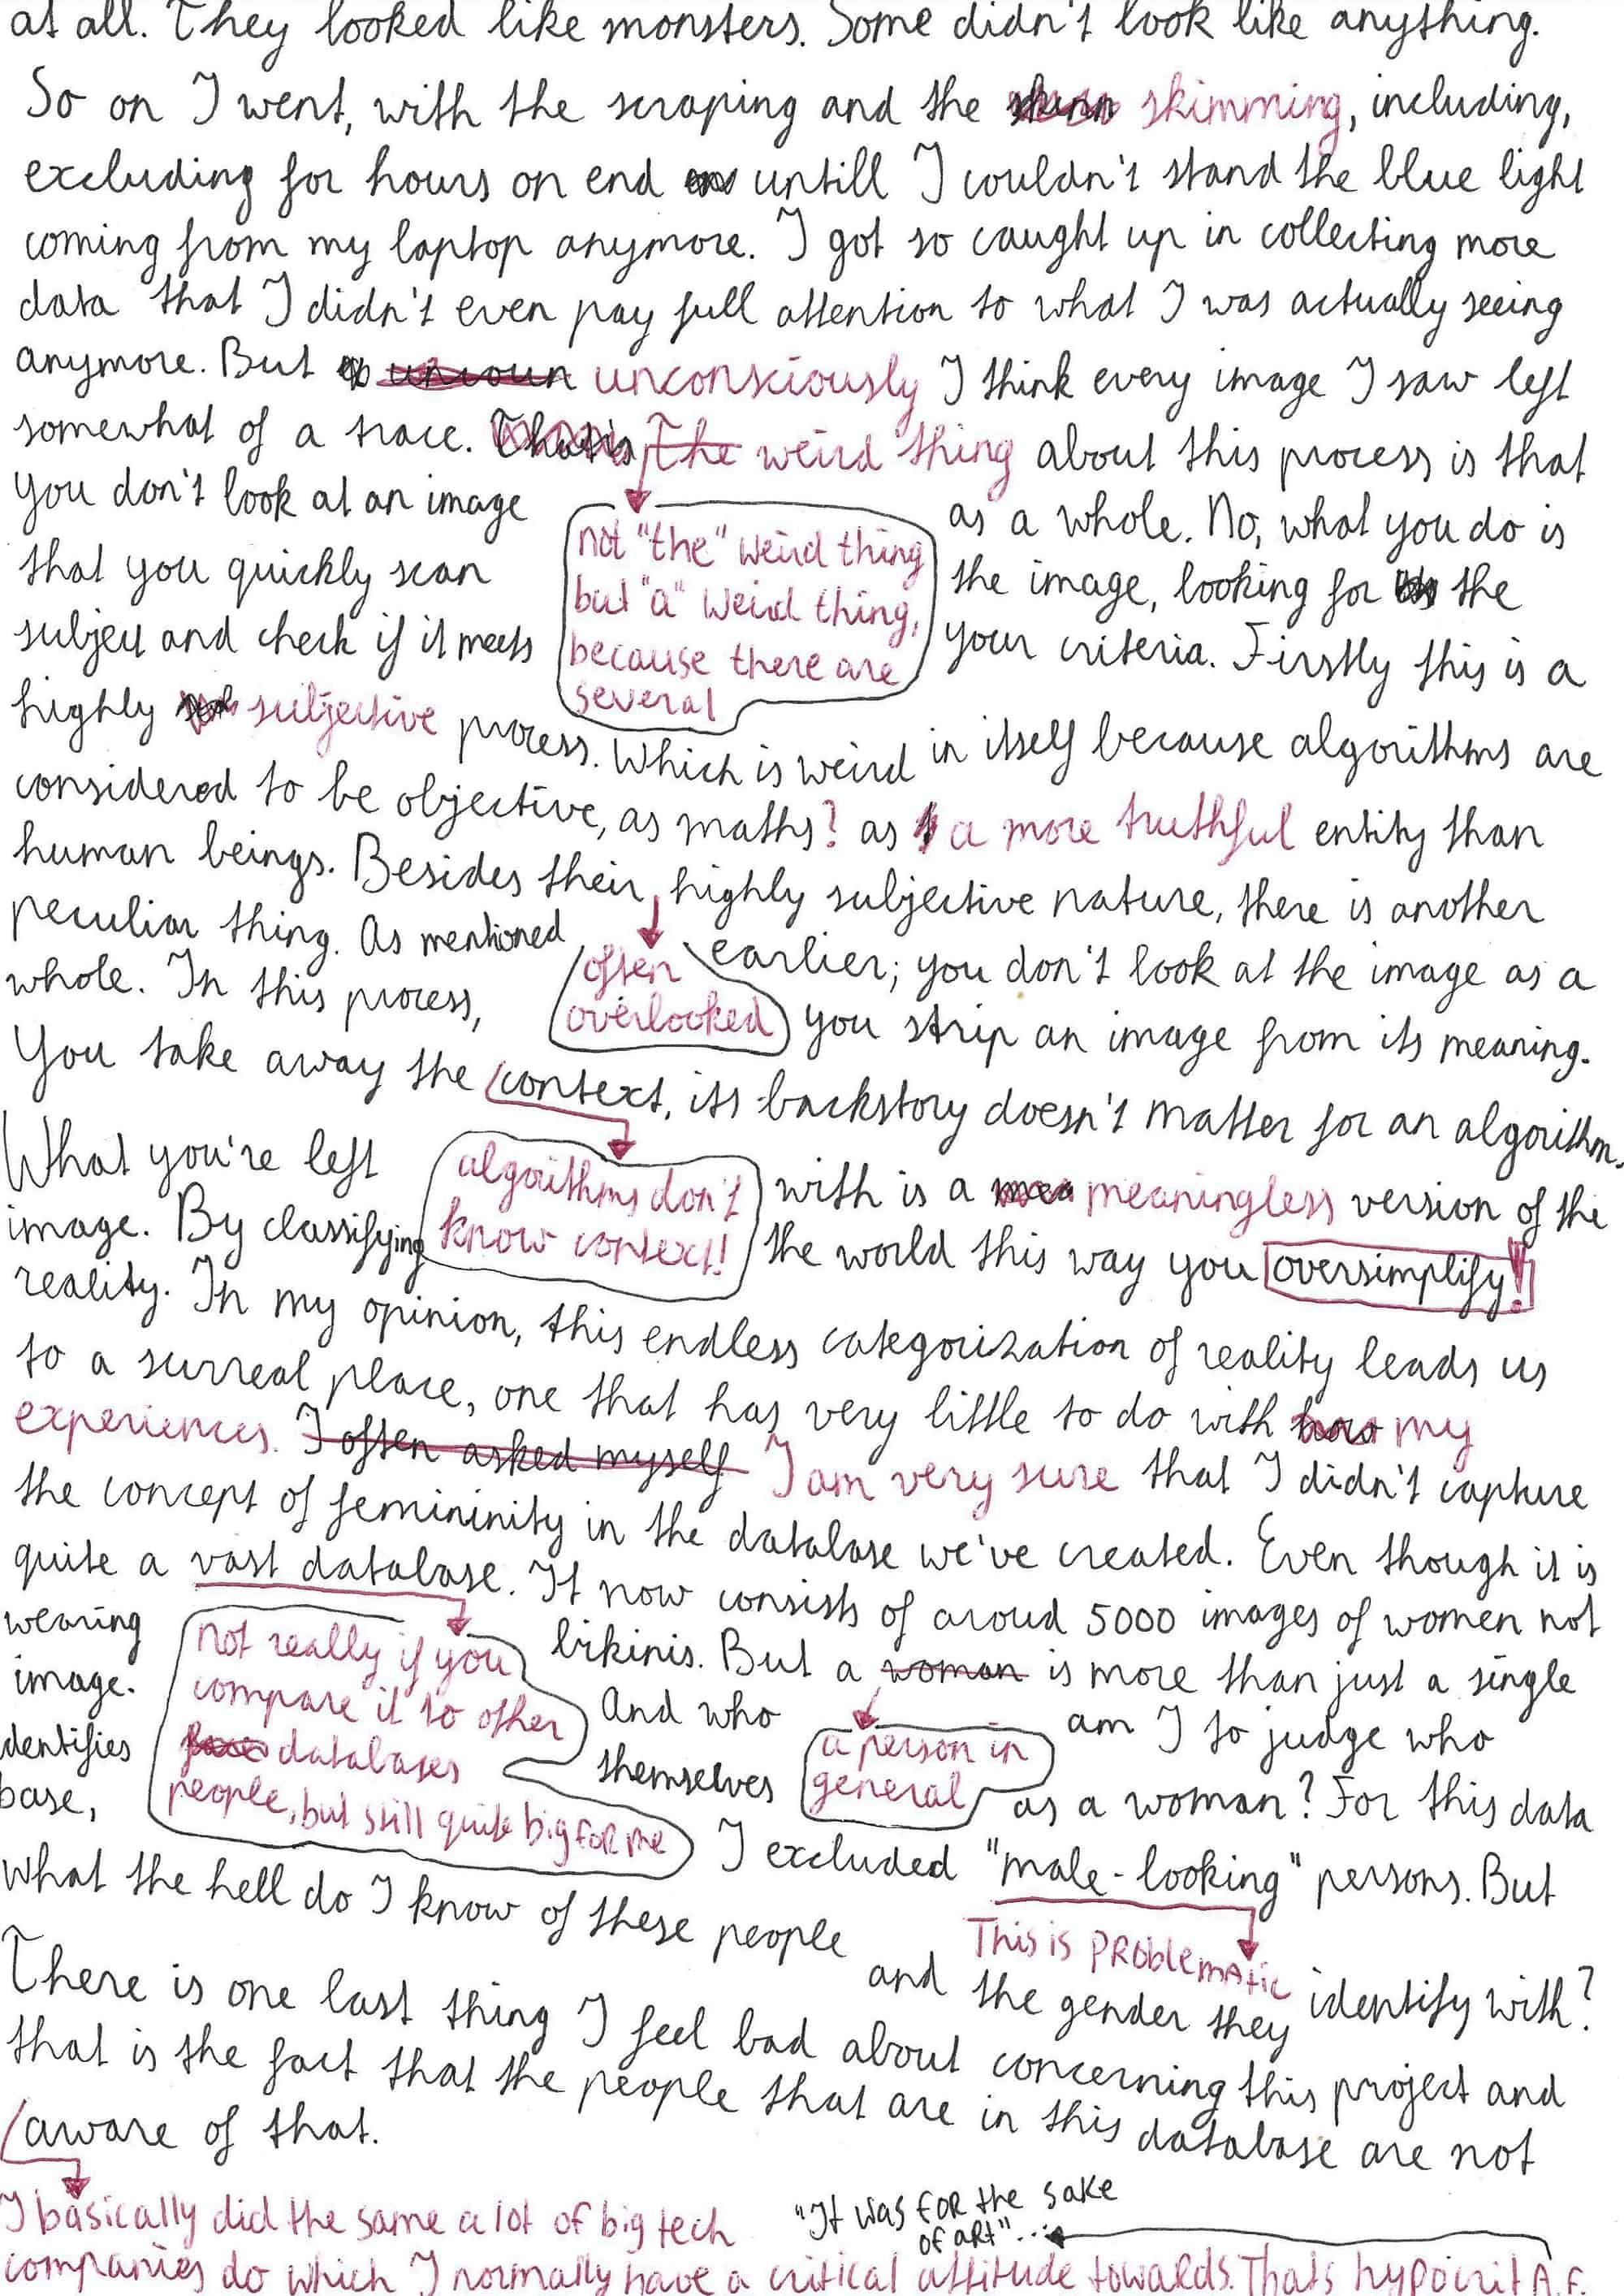 at all. They looked like monsters. Some didn't look like anything.
So on I went, with the scraping and the skimming, including,
excluding for hours on end untill I couldn't stand the blue light
coming from my laptop anymore. I got so caught up in collecting more
data that I didn't even pay full attention to what I was actually seeing
anymore. But uncoun unconsciously I think every image I saw left
somewhat of a trace. That's The weird thing about this process is that
you don't look at an image as a whole. No, what you do is
that you quickly scan the image, looking for the
subject and check if it meets your criteria. Firstly this is a
not "the" weird thing
but "a" weird thing,
because there are
several
highly subjective process. Which is weird in itself because algorithms are
considered to be objective, as maths? as a more truthful entity than
human beings. Besides their highly subjective nature, there is another
peculiar thing. As mentioned earlier; you don't look at the image as a
whole. In this process, you strip an image from its meaning.
often
overlooked
You take away the context, its backstory doesn't matter for an algorithm.
What you're left with is a mea meaningless version of the
image. By classifying the world this way you oversimplify!
algorithms don't
know context!
reality. In my opinion, this endless categorization of reality leads us
to a surreal place, one that has very little to do with how my
experiences. I often asked myself I am very sure that I didn't capture
the concept of femininity in the database we've created. Even though it is
quite a vast database. It now consists of aroud 5000 images of women not
wearing bikinis. But a woman is more than just a single
image. And who am I to judge who
dentifies themselves as a woman? For this data
base, I excluded "male-looking" persons. But
not really if you
compare it to other
databases
people, but still quite big for me
a person in
general
what the hell do I know of these people and the gender they identify with?
This is PROblemAtic
There is one last thing I feel bad about concerning this project and
that is the fact that the people that are in this database are not
aware of that.
I basically did the same a lot of big tech
companies do which I normally have a critical attitude towards. Thats hypocrit A.F.
"It was for the sake
of art"...